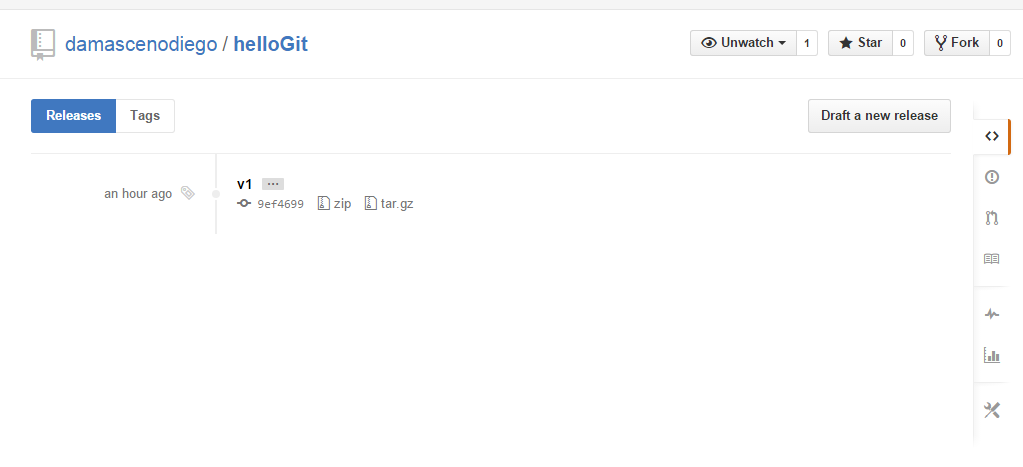 damascenodiego / helloGit
Unwatch 1 Star 0 Fork 0
Releases Tags Draft a new release
an hour ago v1 ...
9ef4699 zip tar.gz